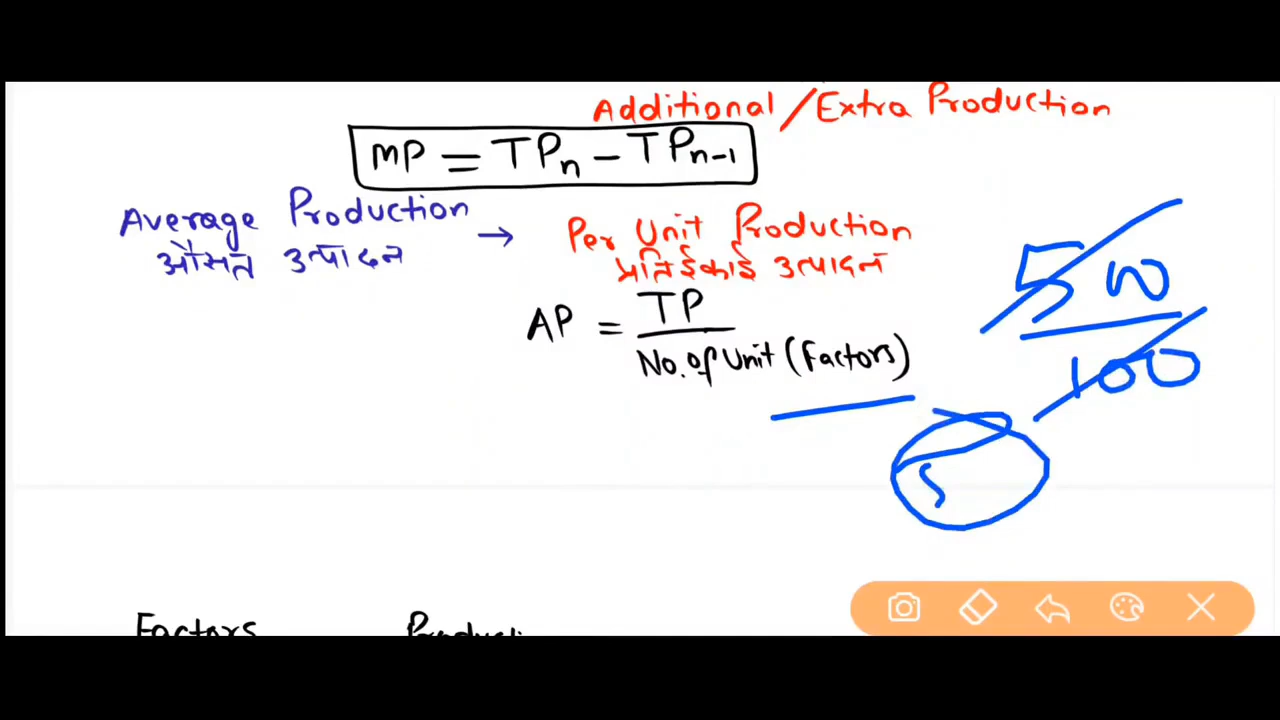 Additional/Extra Production
MP = TPn - TPn-1
Average Production → Per Unit Production
औसत उत्पादन प्रति ईकाई उत्पादन
AP = TP
No. of Unit (Factors)
500
100
5
Factors